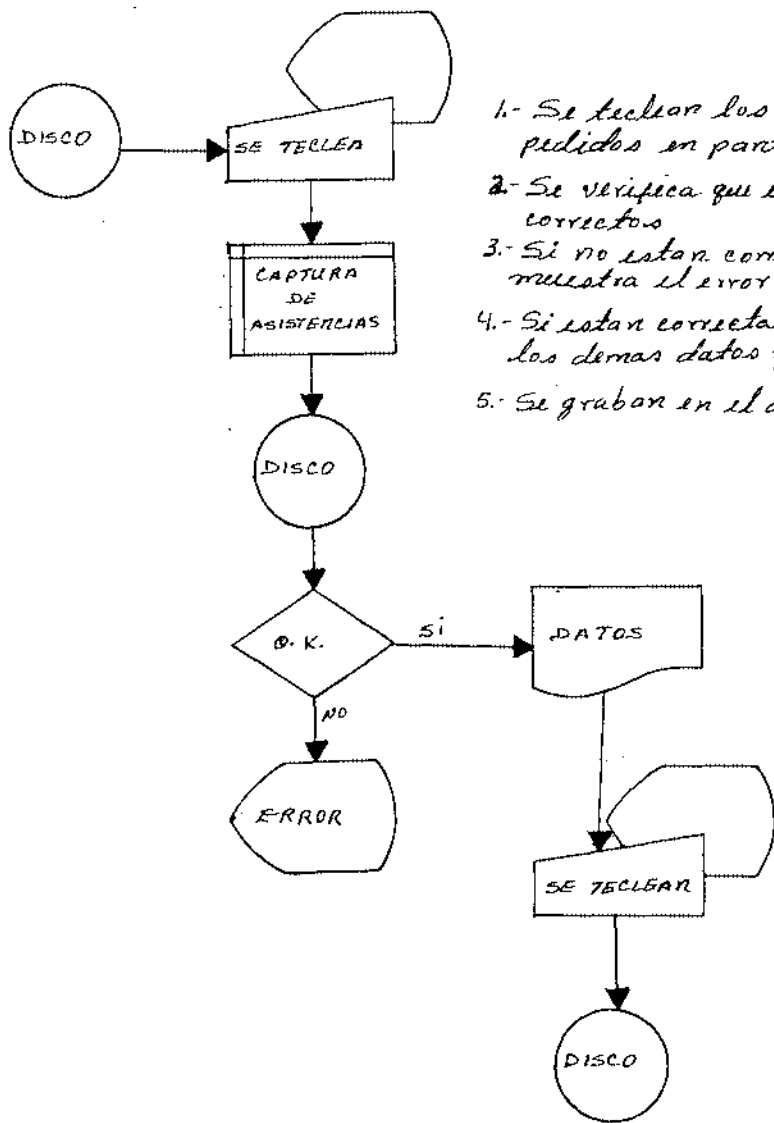 DISCO
SE TECLEA
1.- Se teclean los
pedidos en
2.- Se verifica que
correctos
3.- Si no estan
muestra el error
4.- Si estan
los demas datos
5.- Se graban en el
CAPTURA
DE
ASISTENCIAS
DISCO
O.K.
SI
DATOS
NO
ERROR
SE TECLEAN
DISCO